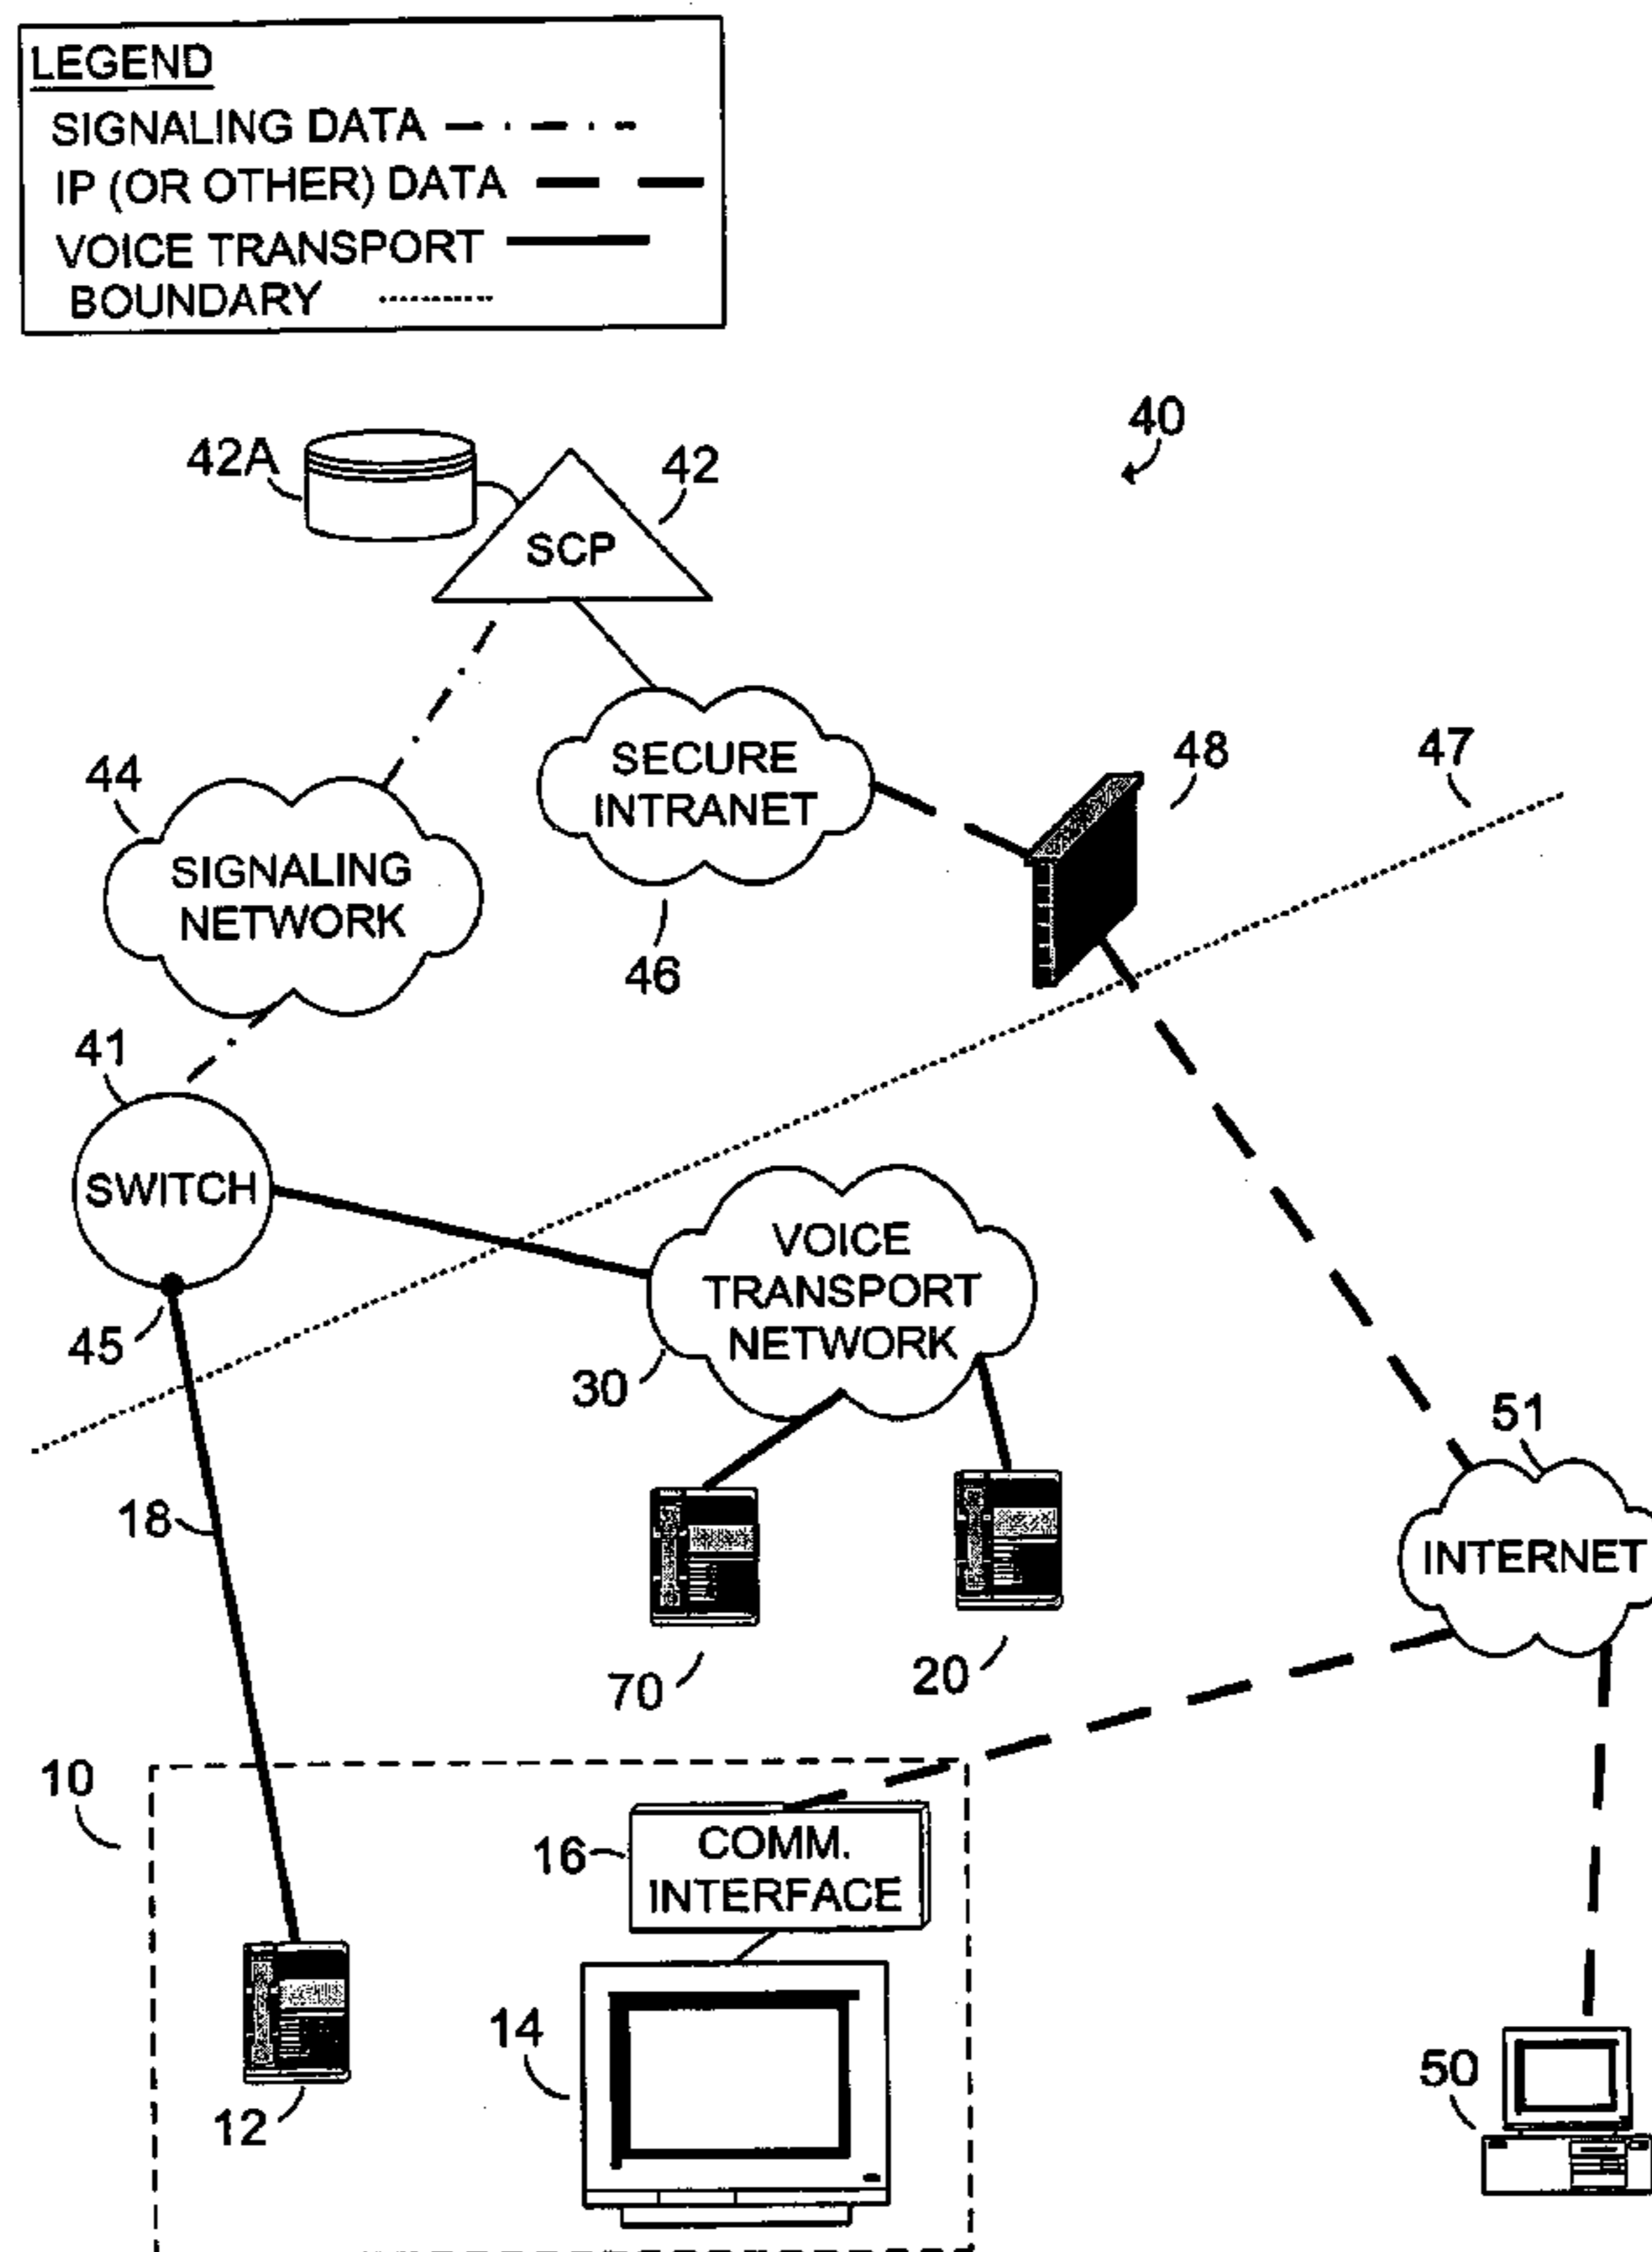 LEGEND
SIGNALING DATA
IP (OR OTHER) DATA
VOICE TRANSPORT
BOUNDARY
40
42A
42
SCP
44
SECURE
INTRANET
48
47
SIGNALING
NETWORK
46
41
SWITCH
VOICE
TRANSPORT
NETWORK
45
30
51
18
INTERNET
70
20
10
16
COMM.
INTERFACE
14
12
50